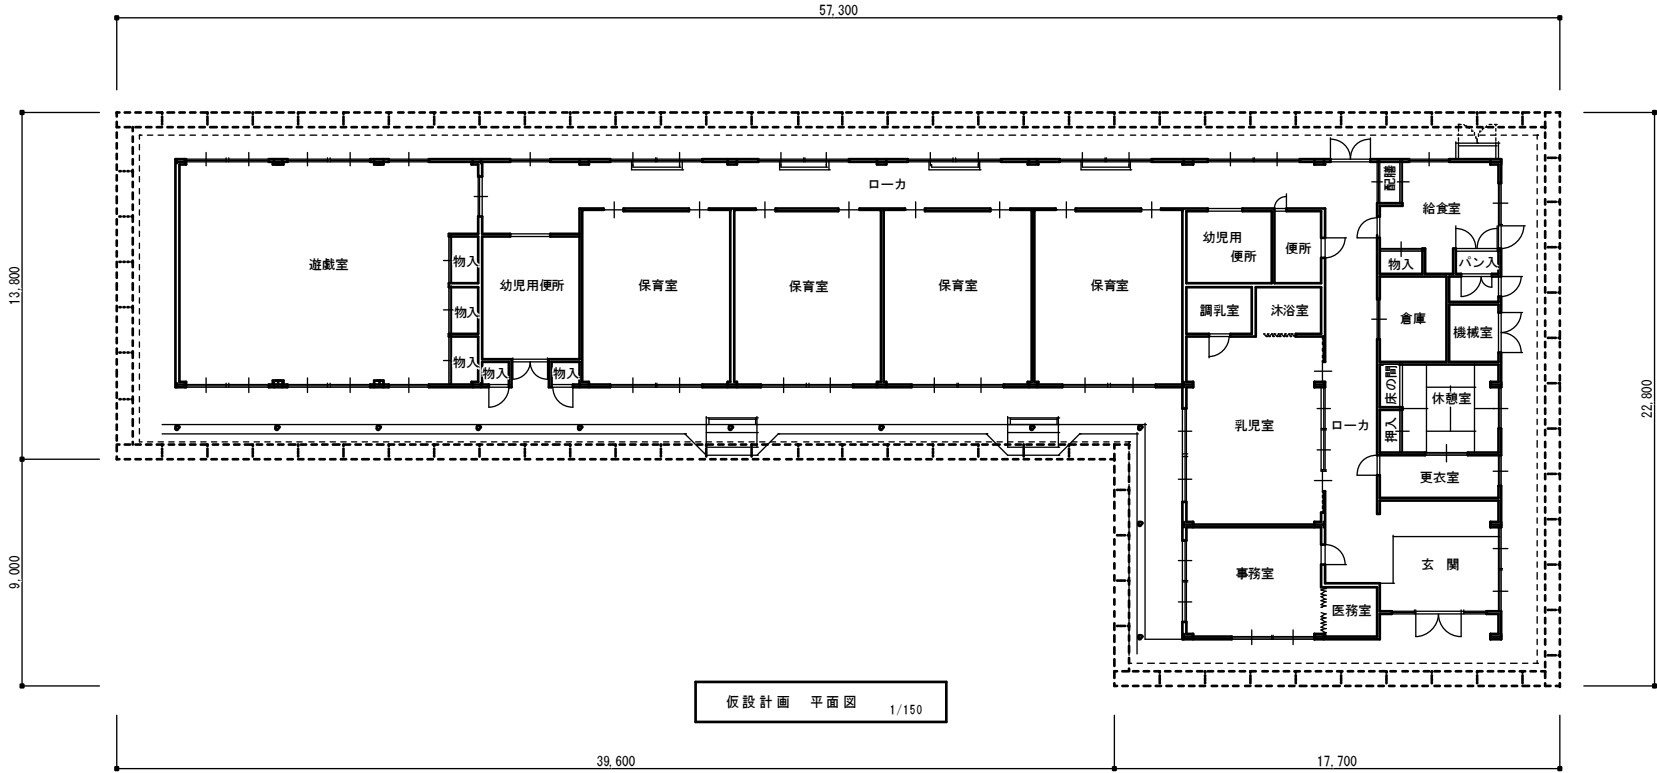 57,300
ローカ
配膳
給食室
遊戯室
物入
幼児用便所
保育室
保育室
保育室
保育室
幼児用
便所
便所
物入
パン入
13,800
物入
調乳室
沐浴室
倉庫
機械室
物入
物入
物入
床の間
休憩室
22,800
乳児室
ローカ
押入
更衣室
9,000
事務室
玄 関
医務室
仮設計画 平面図 1/150
39,600
17,700